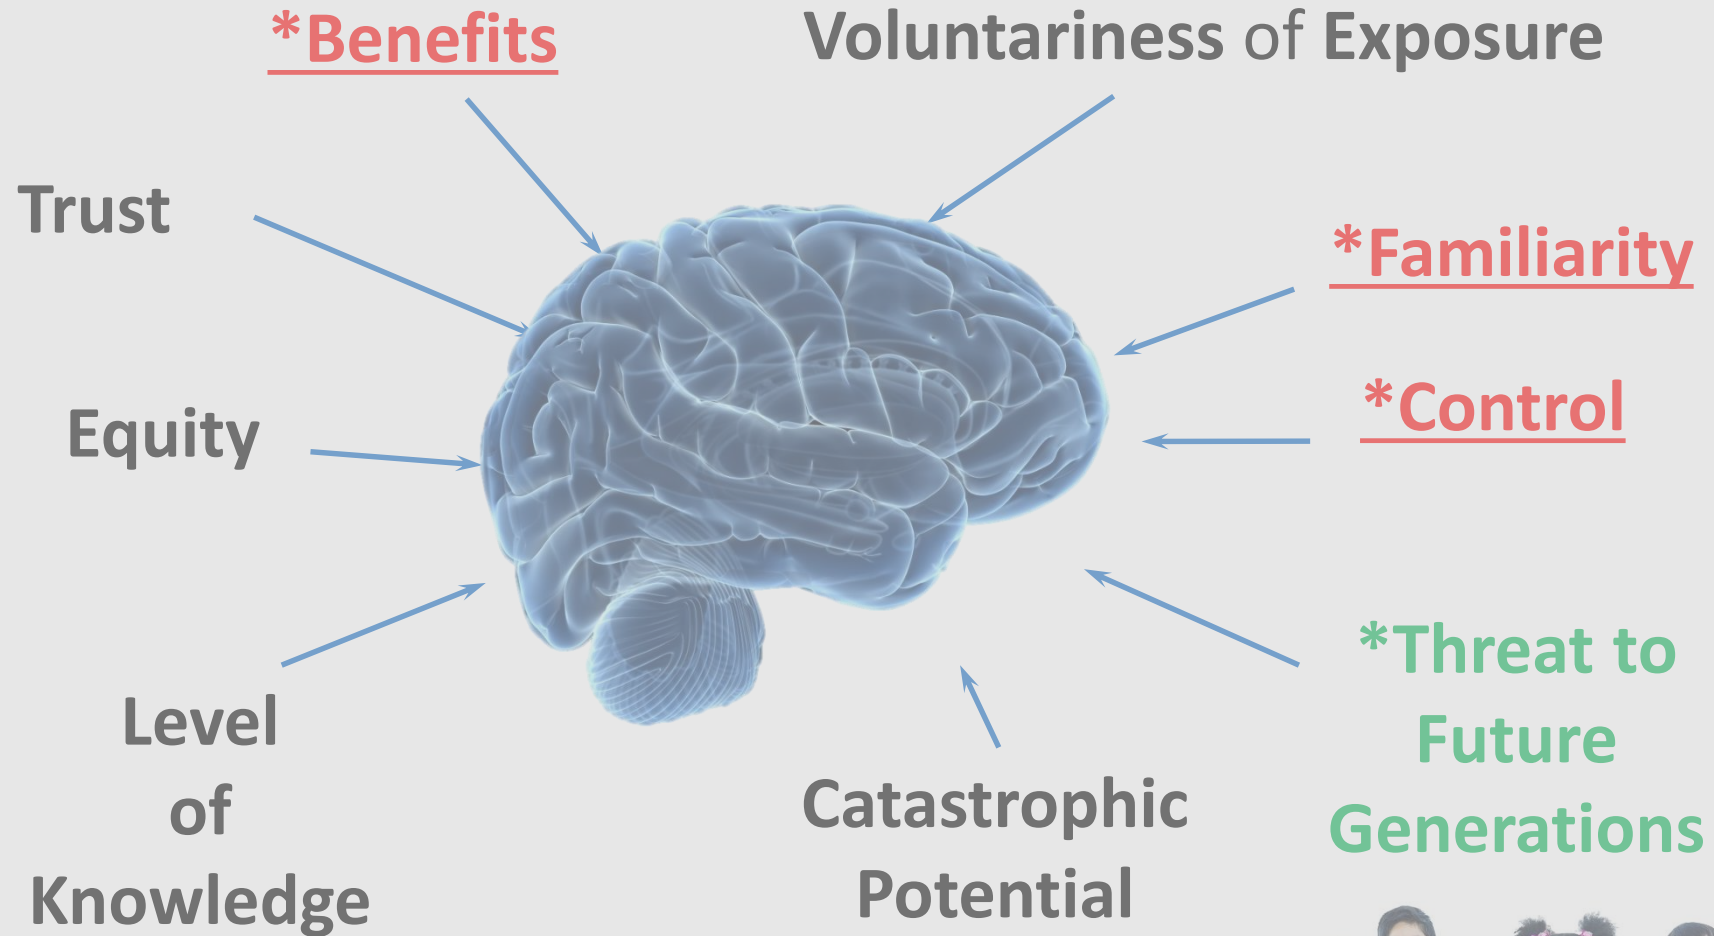 *Benefits
Voluntariness of Exposure
Trust
*Familiarity
*Control
Equity
*Threat to
Future
Generations
Level
of
Knowledge
Catastrophic
Potential